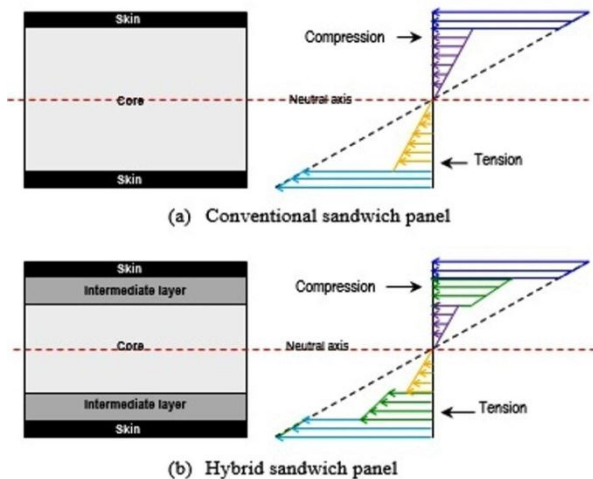 Skin
Compression
Core
Neutral axis
Tension
Skin
(a) Conventional sandwich panel
Skin
Intermediate layer
Compression
Core
Neutral axis
Intermediate layer
Tension
Skin
(b) Hybrid sandwich panel